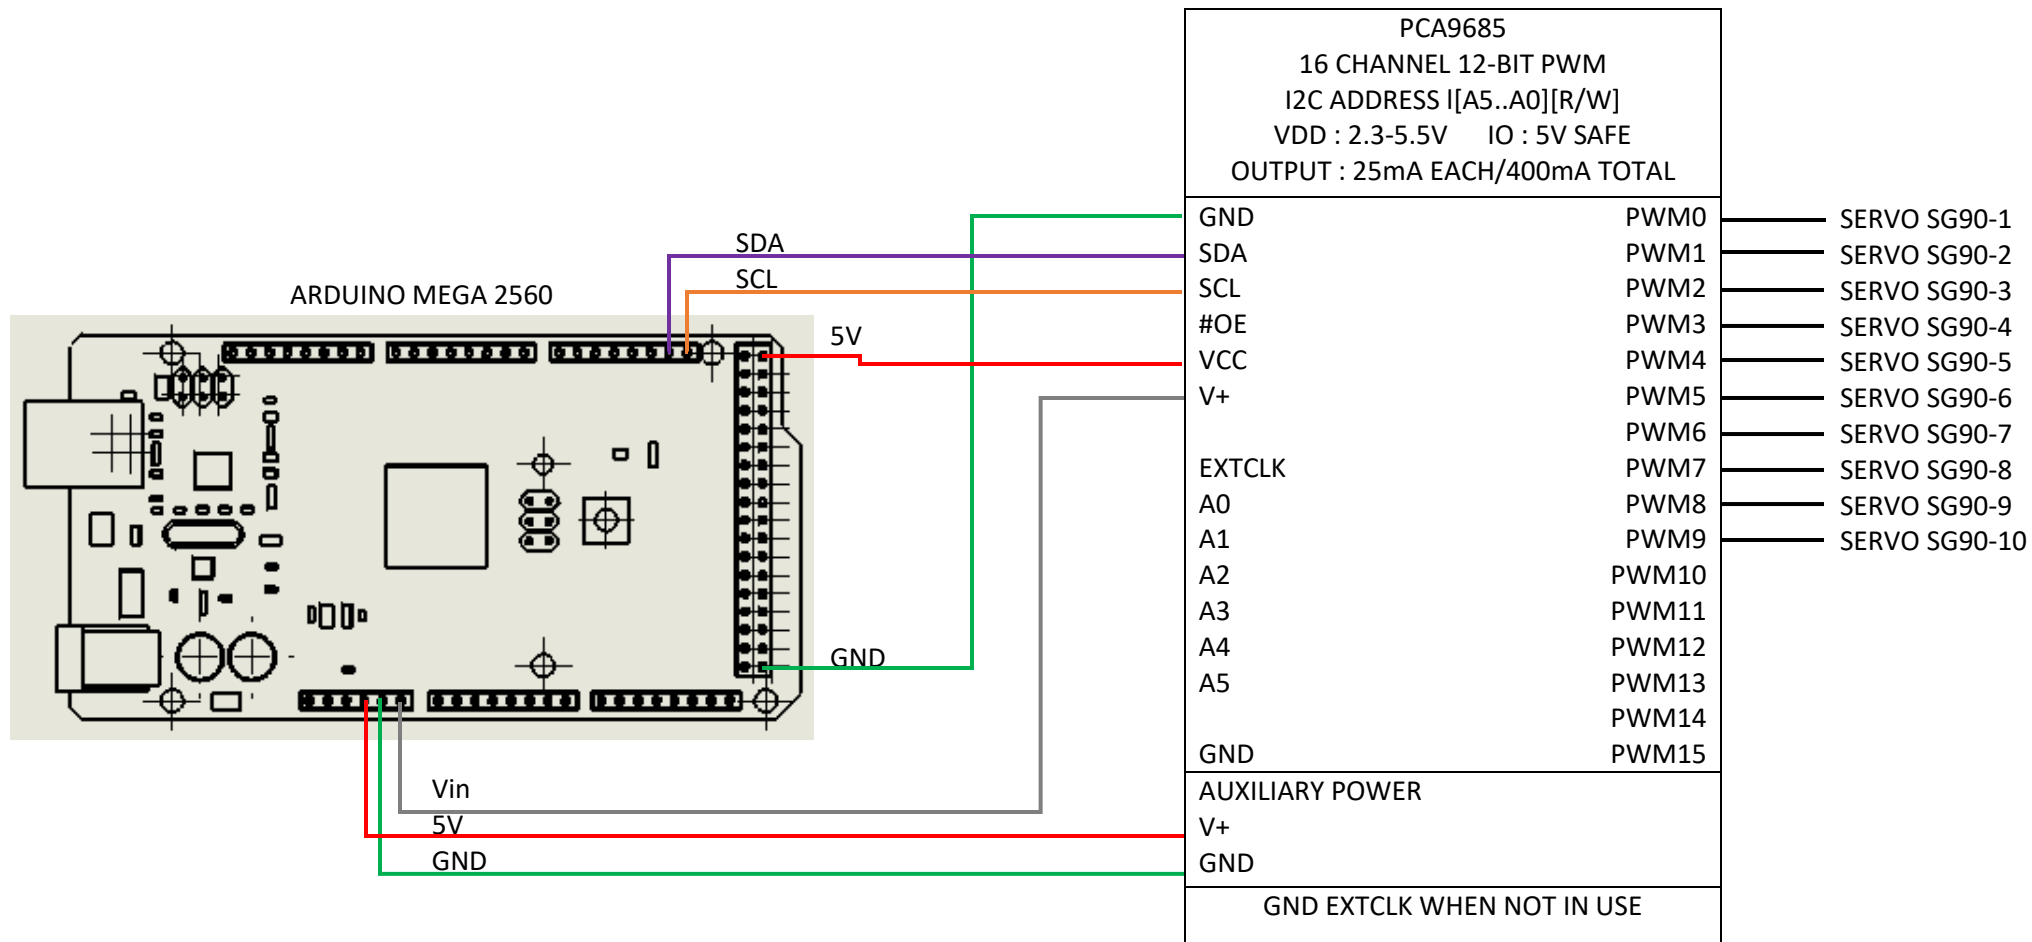 PCA9685
16 CHANNEL 12-BIT PWM
I2C ADDRESS l[A5..A0][R/W]
VDD : 2.3-5.5V IO : 5V SAFE
OUTPUT : 25mA EACH/400mA TOTAL
GND PWM0 SERVO SG90-1
SDA SDA PWM1 SERVO SG90-2
SCL SCL PWM2 SERVO SG90-3
ARDUINO MEGA 2560
#OE PWM3 SERVO SG90-4
5V VCC PWM4 SERVO SG90-5
V+ PWM5 SERVO SG90-6
PWM6 SERVO SG90-7
EXTCLK PWM7 SERVO SG90-8
A0 PWM8 SERVO SG90-9
A1 PWM9 SERVO SG90-10
A2 PWM10
A3 PWM11
GND A4 PWM12
A5 PWM13
PWM14
GND PWM15
Vin AUXILIARY POWER
5V V+
GND GND
GND EXTCLK WHEN NOT IN USE